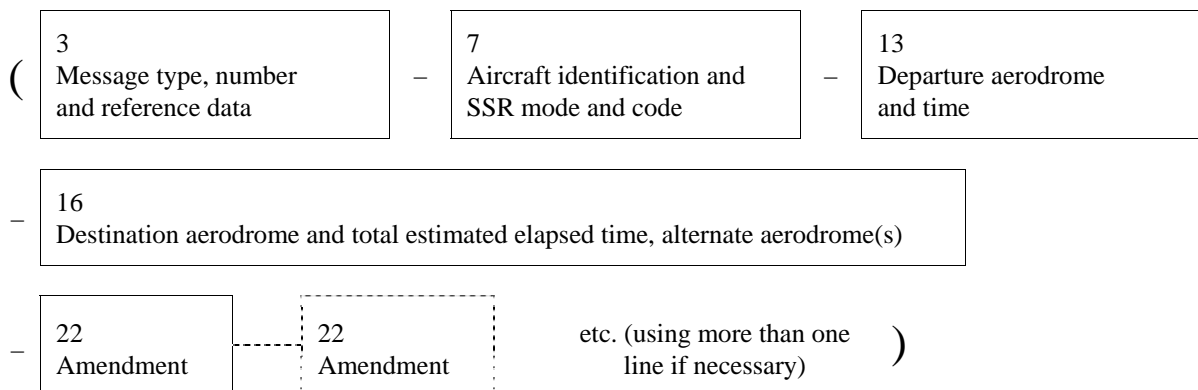 ( 3 – 7 – 13
Message type, number Aircraft identification and Departure aerodrome
and reference data SSR mode and code and time
– 16
Destination aerodrome and total estimated elapsed time, alternate aerodrome(s)
– 22 22 etc. (using more than one )
Amendment Amendment line if necessary)